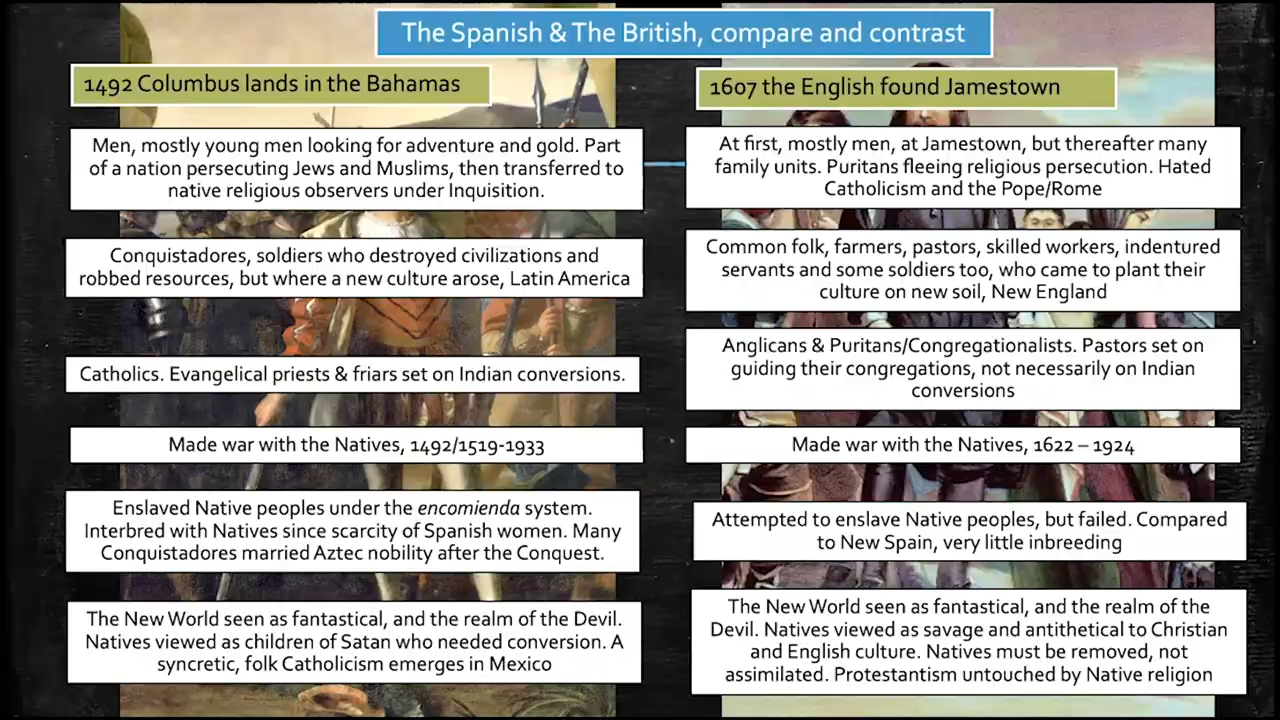 The Spanish & The British, compare and contrast
1492 Columbus lands in the Bahamas
Men, mostly young men looking for adventure and gold. Part
of a nation persecuting Jews and Muslims, then transferred to
native religious observers under Inquisition.
Conquistadores, soldiers who destroyed civilizations and
robbed resources, but where a new culture arose, Latin America
Catholics. Evangelical priests & friars set on Indian conversions.
Made war with the Natives, 1492/1519-1933
Enslaved Native peoples under the encomienda system.
Interbred with Natives since scarcity of Spanish women. Many
Conquistadores married Aztec nobility after the Conquest.
The New World seen as fantastical, and the realm of the Devil.
Natives viewed as children of Satan who needed conversion. A
syncretic, folk Catholicism emerges in Mexico
1607 the English found Jamestown
At first, mostly men, at Jamestown, but thereafter many
family units. Puritans fleeing religious persecution. Hated
Catholicism and the Pope/Rome
Common folk, farmers, pastors, skilled workers, indentured
servants and some soldiers too, who came to plant their
culture on new soil, New England
Anglicans & Puritans/Congregationalists. Pastors set on
guiding their congregations, not necessarily on Indian
conversions
Made war with the Natives, 1622 – 1924
Attempted to enslave Native peoples, but failed. Compared
to New Spain, very little inbreeding
The New World seen as fantastical, and the realm of the
Devil. Natives viewed as savage and antithetical to Christian
and English culture. Natives must be removed, not
assimilated. Protestantism untouched by Native religion